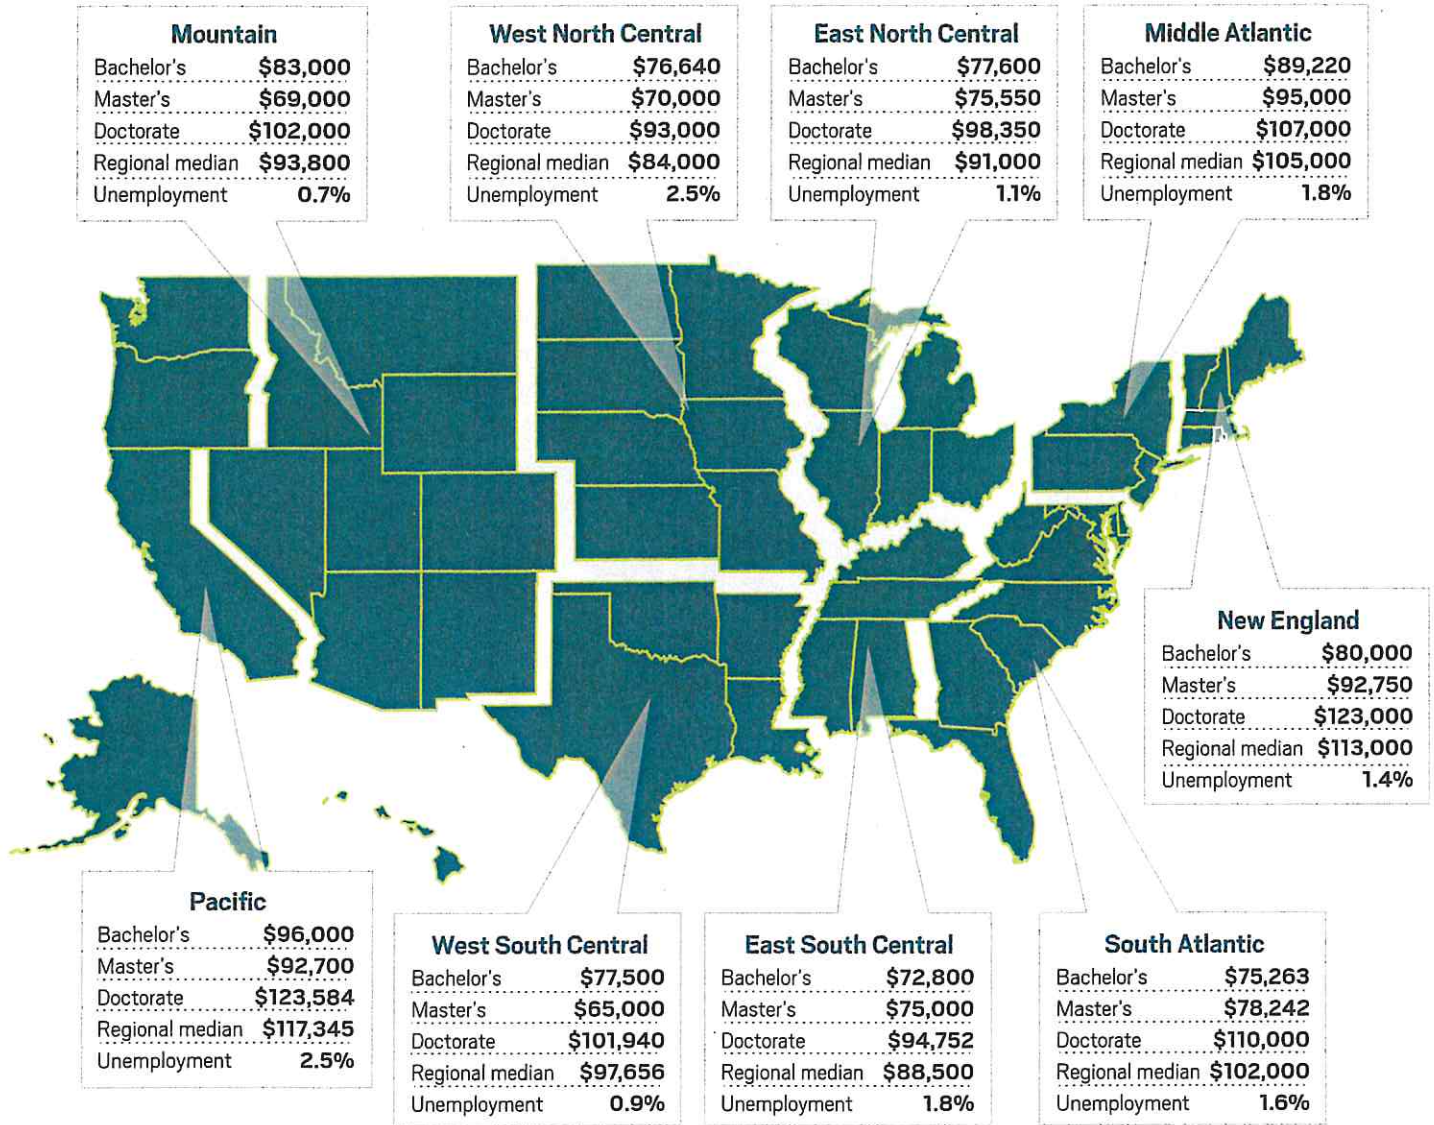 Mountain
Bachelor's $83,000
Master's $69,000
Doctorate $102,000
Regional median $93,800
Unemployment 0.7%
West North Central
Bachelor's $76,640
Master's $70,000
Doctorate $93,000
Regional median $84,000
Unemployment 2.5%
East North Central
Bachelor's $77,600
Master's $75,550
Doctorate $98,350
Regional median $91,000
Unemployment 1.1%
Middle Atlantic
Bachelor's $89,220
Master's $95,000
Doctorate $107,000
Regional median $105,000
Unemployment 1.8%
New England
Bachelor's $80,000
Master's $92,750
Doctorate $123,000
Regional median $113,000
Unemployment 1.4%
Pacific
Bachelor's $96,000
Master's $92,700
Doctorate $123,584
Regional median $117,345
Unemployment 2.5%
West South Central
Bachelor's $77,500
Master's $65,000
Doctorate $101,940
Regional median $97,656
Unemployment 0.9%
East South Central
Bachelor's $72,800
Master's $75,000
Doctorate $94,752
Regional median $88,500
Unemployment 1.8%
South Atlantic
Bachelor's $75,263
Master's $78,242
Doctorate $110,000
Regional median $102,000
Unemployment 1.6%